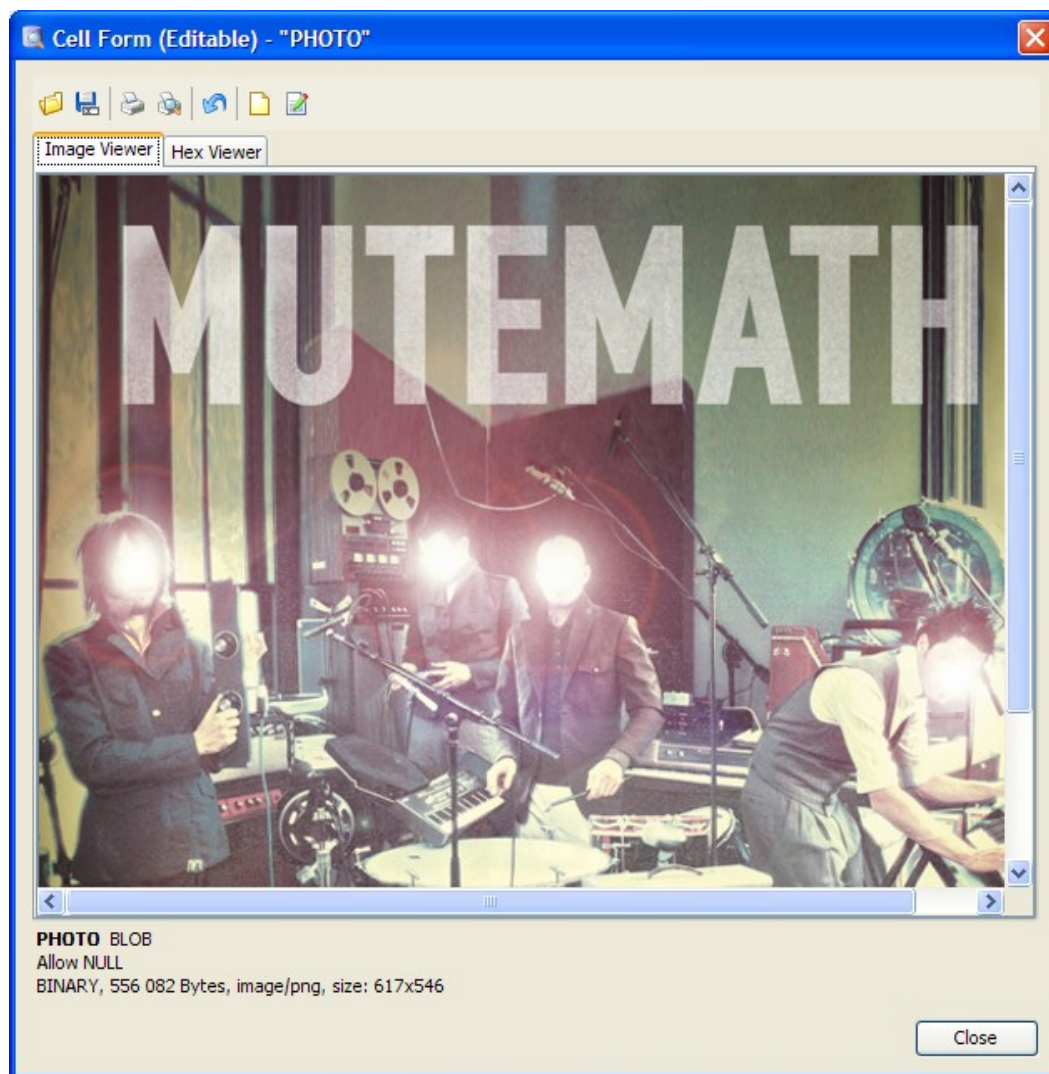 Cell Form (Editable) - "PHOTO"
Image Viewer
Hex Viewer
MUTEMATH
PHOTO BLOB
Allow NULL
BINARY, 556 082 Bytes, image/png, size: 617x546
Close